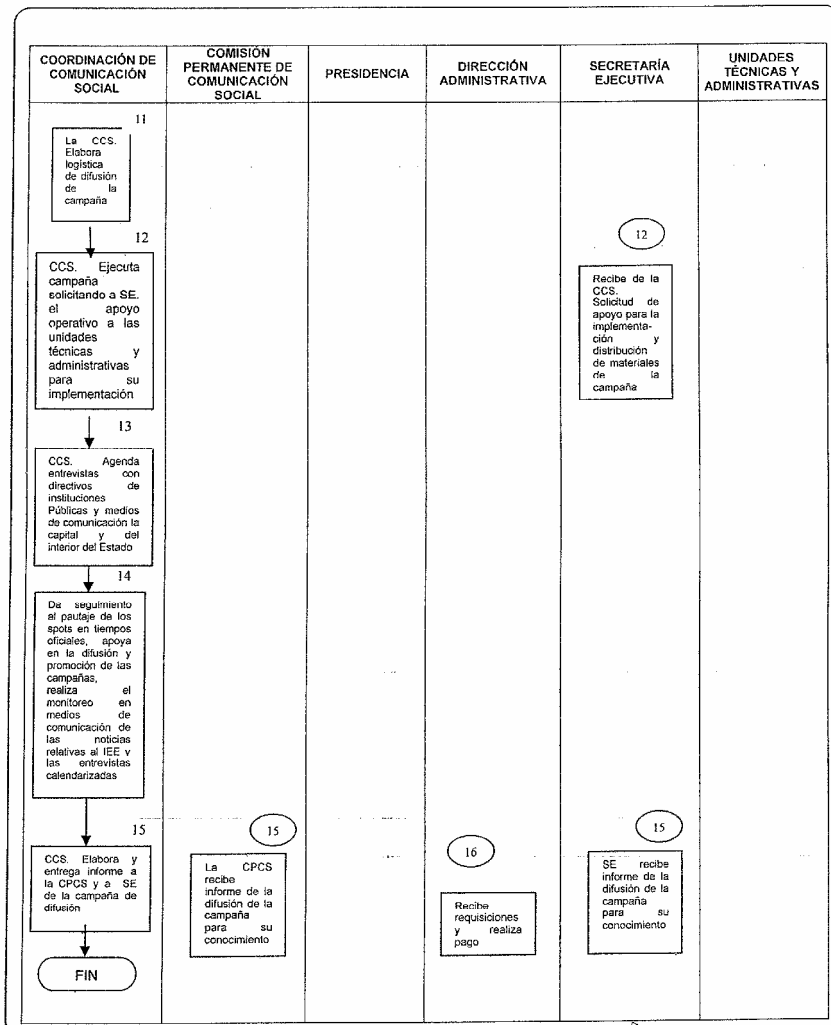 COORDINACIÓN DE
COMUNICACIÓN
SOCIAL
COMISIÓN
PERMANENTE DE
COMUNICACIÓN
SOCIAL
PRESIDENCIA
DIRECCIÓN
ADMINISTRATIVA
SECRETARÍA
EJECUTIVA
UNIDADES
TÉCNICAS Y
ADMINISTRATIVAS
11
La CCS.
Elabora
logística
de difusión
de la
campaña
12
CCS. Ejecuta
campaña
solicitando a SE.
el apoyo
operativo a las
unidades
técnicas y
administrativas
para su
implementación
12
Recibe de la
CCS.
Solicitud de
apoyo para la
implementa-
ción y
distribución
de materiales
de la
campaña
13
CCS. Agenda
entrevistas con
directivos de
instituciones
Públicas y medios
de comunicación la
capital y del
interior del Estado
14
Da seguimiento
al pautaje de los
spots en tiempos
oficiales, apoya
en la difusión y
promoción de las
campañas,
realiza el
monitoreo en
medios de
comunicación de
las noticias
relativas al IEE y
las entrevistas
calendarizadas
15
CCS. Elabora y
entrega informe a
la CPCS y a SE
de la campaña de
difusión
15
La CPCS
recibe
informe de la
difusión de la
campaña
para su
conocimiento
16
Recibe
requisiciones
y realiza
pago
15
SE recibe
informe de la
difusión de la
campaña
para su
conocimiento
FIN